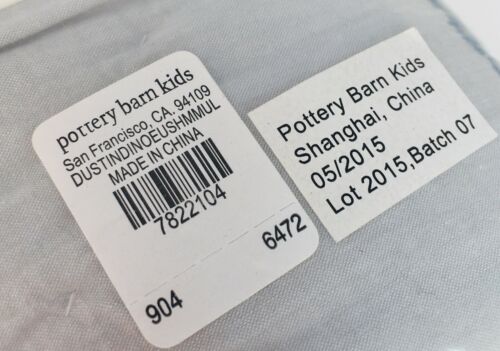 pottery barn kids
San Francisco, CA, 94109
DUSTINDINOEUSHMMUL
MADE IN CHINA
7822104
6472
904
Pottery Barn Kids
Shanghai, China
05/2015
Lot 2015,Batch 07